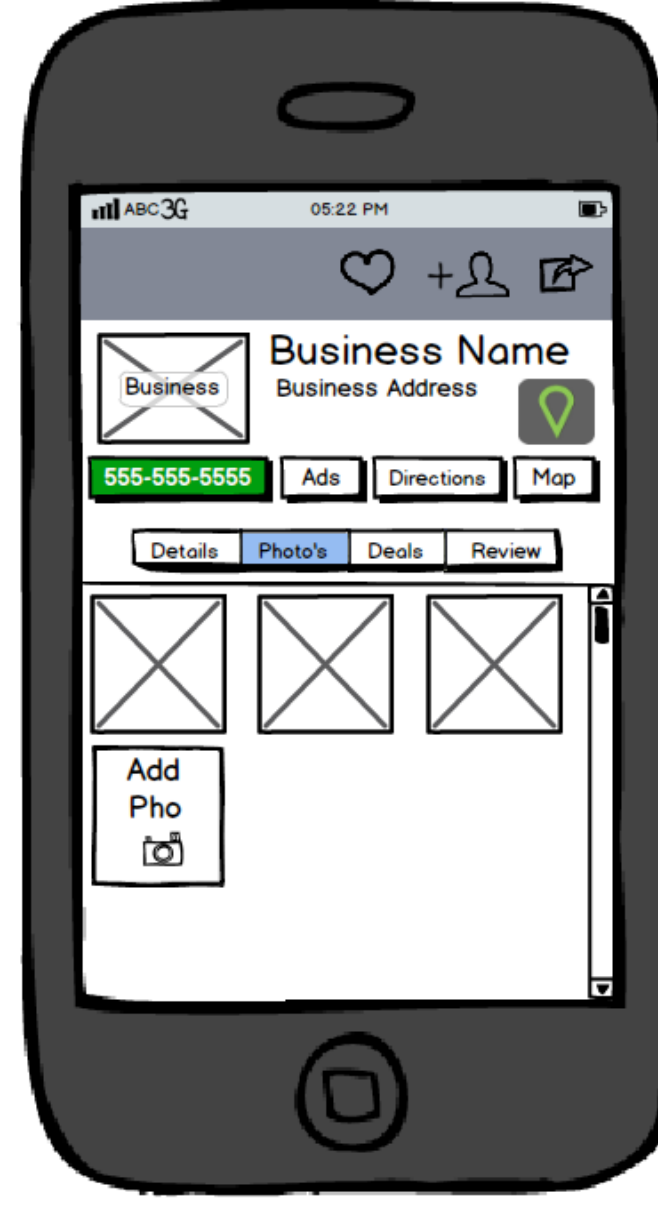 ABC 3G 05:22 PM
Business Name
Business
Business Address
555-555-5555 Ads Directions Map
Details Photo's Deals Review
Add
Pho